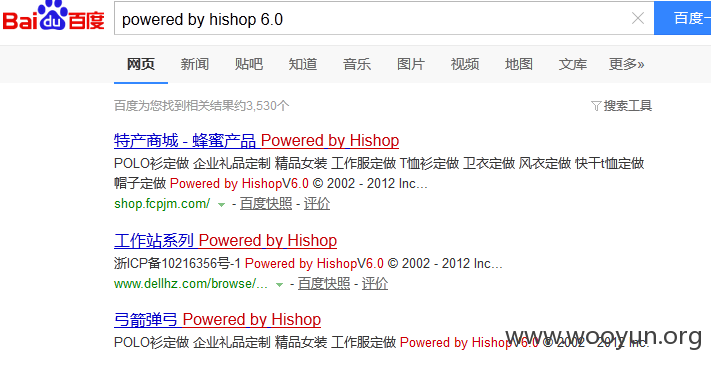 Bai du 百度 powered by hishop 6.0 百度一
网页 新闻 贴吧 知道 音乐 图片 视频 地图 文库 更多»
百度为您找到相关结果约3,530个 搜索工具
特产商城 - 蜂蜜产品 Powered by Hishop
POLO衫定做 企业礼品定制 精品女装 工作服定做 T恤衫定做 卫衣定做 风衣定做 快干t恤定做
帽子定做 Powered by HishopV6.0 © 2002 - 2012 Inc...
shop.fcpjm.com/ - 百度快照 - 评价
工作站系列 Powered by Hishop
浙ICP备10216356号-1 Powered by HishopV6.0 © 2002 - 2012 Inc...
www.dellhz.com/browse/... - 百度快照 - 评价
弓箭弹弓 Powered by Hishop
POLO衫定做 企业礼品定制 精品女装 工作服定做 Powered by HishopV6.0 © 2002 - 2012 Inc.
www.wooyun.org